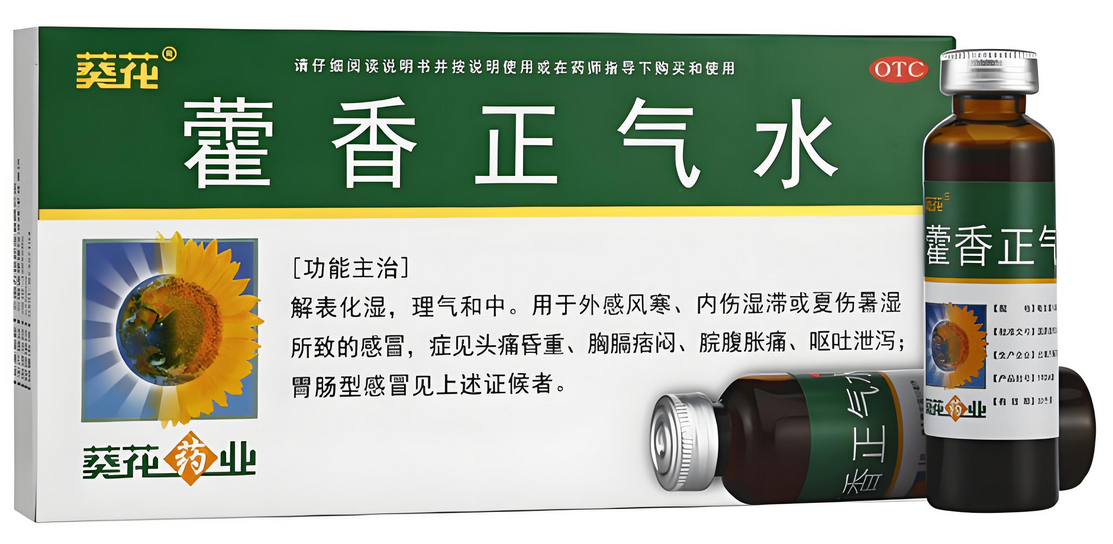 葵花
请仔细阅读说明书并按说明使用或在药师指导下购买和使用
OTC
藿香正气水
[功能主治]
解表化湿，理气和中。用于外感风寒、内伤湿滞或夏伤暑湿
所致的感冒，症见头痛昏重、胸膈痞闷、脘腹胀痛、呕吐泄泻；
胃肠型感冒见上述证候者。
葵花药业
香正气水
葵花
藿香正气
葵花药业